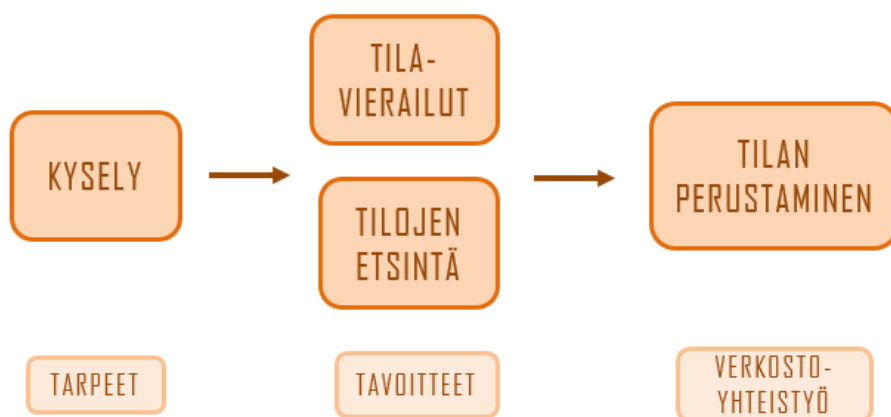 KYSELY
TILA-
VIERAILUT
TILOJEN
ETSINTÄ
TILAN
PERUSTAMINEN
TARPEET
TAVOITTEET
VERKOSTO-
YHTEISTYÖ